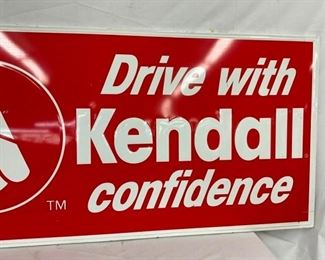 Drive with
Kendall
confidence
TM